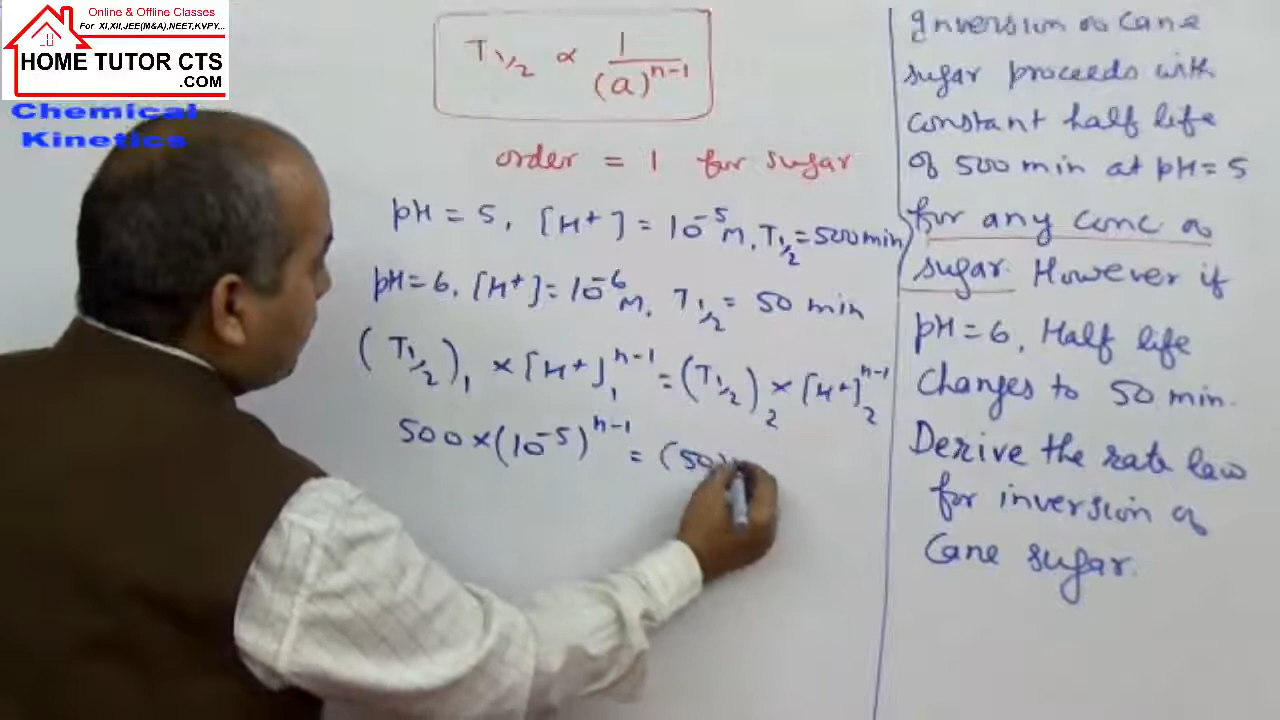 Online & Offline Classes
For XI,XII,JEE(M&A),NEET,KVPY...
HOME TUTOR CTS
.COM
Chemical
Kinetics
T1/2 ∝ 1/(a)^n-1
order = 1 for sugar
pH = 5, [H+] = 10^-5 M, T1/2 = 500 min
pH = 6, [H+] = 10^-6 M, T1/2 = 50 min
(T1/2)1 × [H+]1^n-1 = (T1/2)2 × [H+]2^n-1
500 × (10^-5)^n-1 = (50)
Inversion of Cane
sugar proceeds with
constant half life
of 500 min at pH = 5
for any conc of
sugar. However if
pH = 6, Half life
changes to 50 min.
Derive the rate law
for inversion of
Cane sugar.